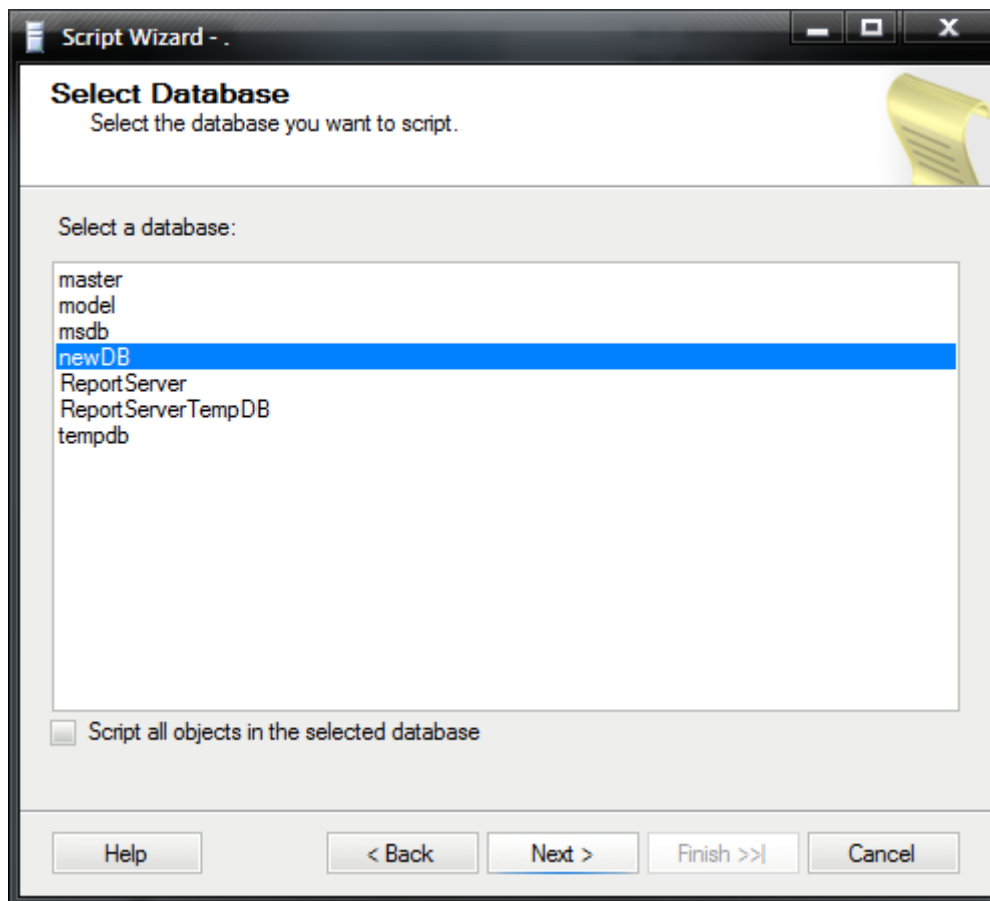 Script Wizard - .
Select Database
Select the database you want to script.
Select a database:
master
model
msdb
newDB
ReportServer
ReportServerTempDB
tempdb
Script all objects in the selected database
Help
< Back
Next >
Finish >>|
Cancel